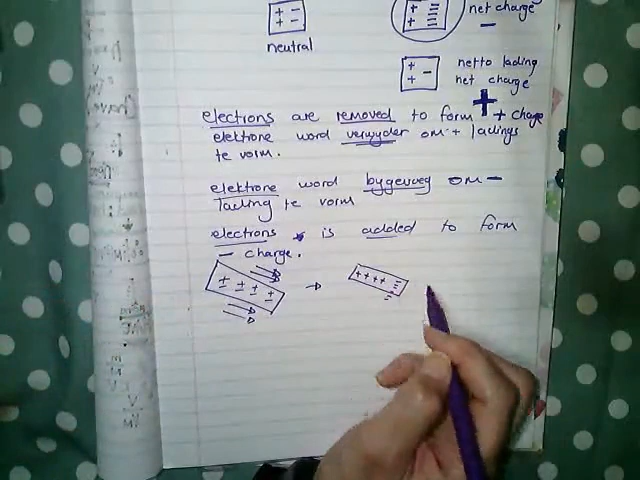 + + -
+ -
neutral
+ +
+
net charge
-
+ -
+
netto lading
net charge
electrons are removed to form + + charge
elektrone word verwyder om + ladings
te vorm.
elektrone word bygevoeg om -
lading te vorm
electrons is added to form
- charge.
± ± ± ±
→
+ + + +